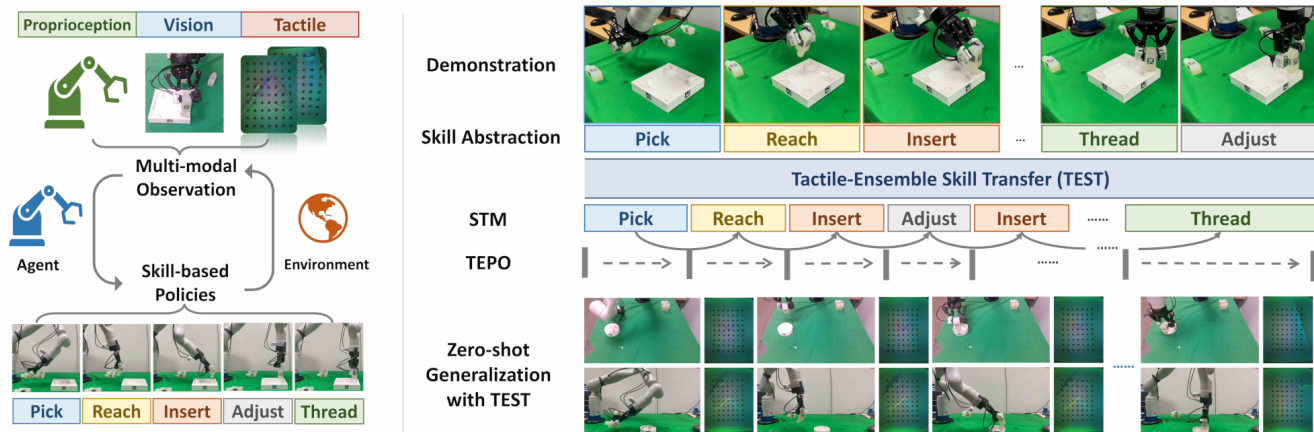 Proprioception Vision Tactile
Multi-modal
Observation
Agent
Environment
Skill-based
Policies
Pick Reach Insert Adjust Thread
Demonstration
...
Skill Abstraction
Pick Reach Insert ... Thread Adjust
Tactile-Ensemble Skill Transfer (TEST)
STM
Pick Reach Insert Adjust Insert ...... Thread
......
......
TEPO
......
Zero-shot
Generalization
with TEST
......